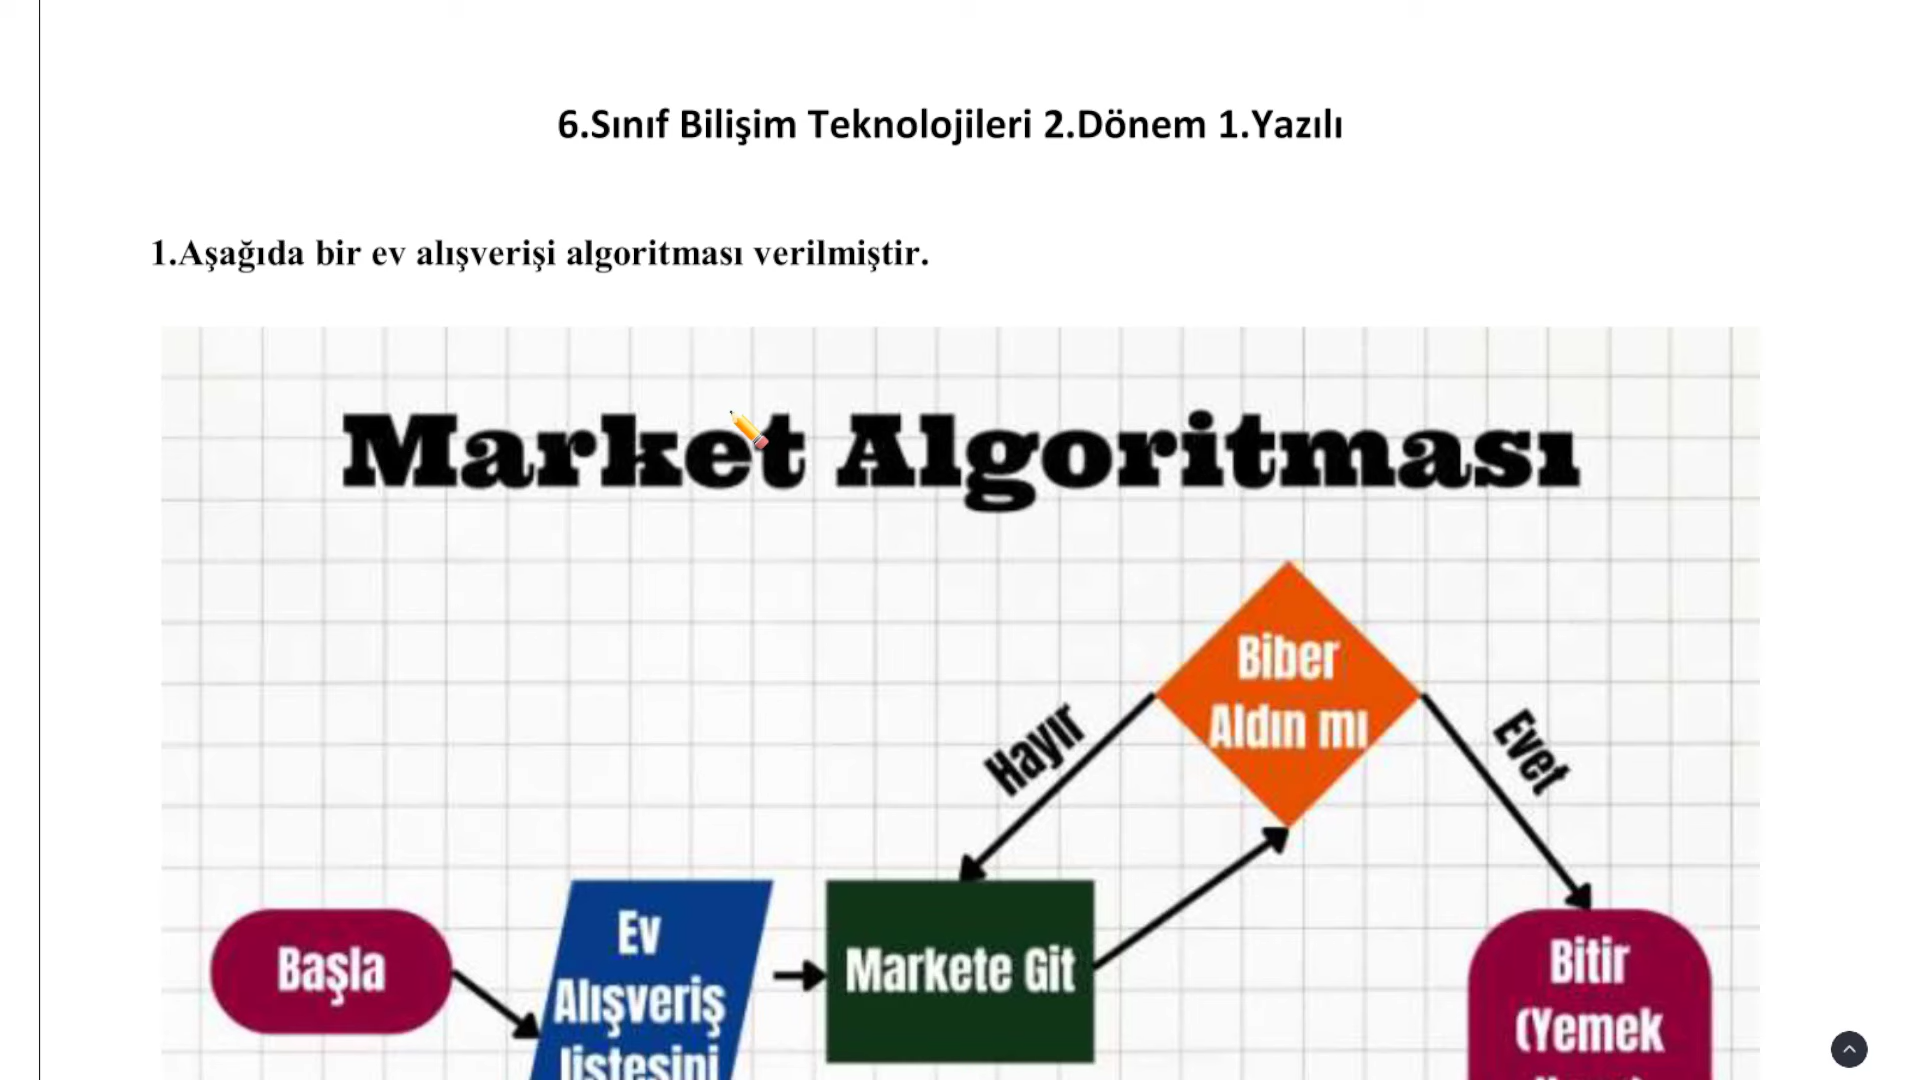 6.Sınıf Bilişim Teknolojileri 2.Dönem 1.Yazılı
1.Aşağıda bir ev alışverişi algoritması verilmiştir.
Market Algoritması
Biber
Aldın mı
Hayır
Evet
Başla
Ev
Alışveriş
listesini
Markete Git
Bitir
(Yemek